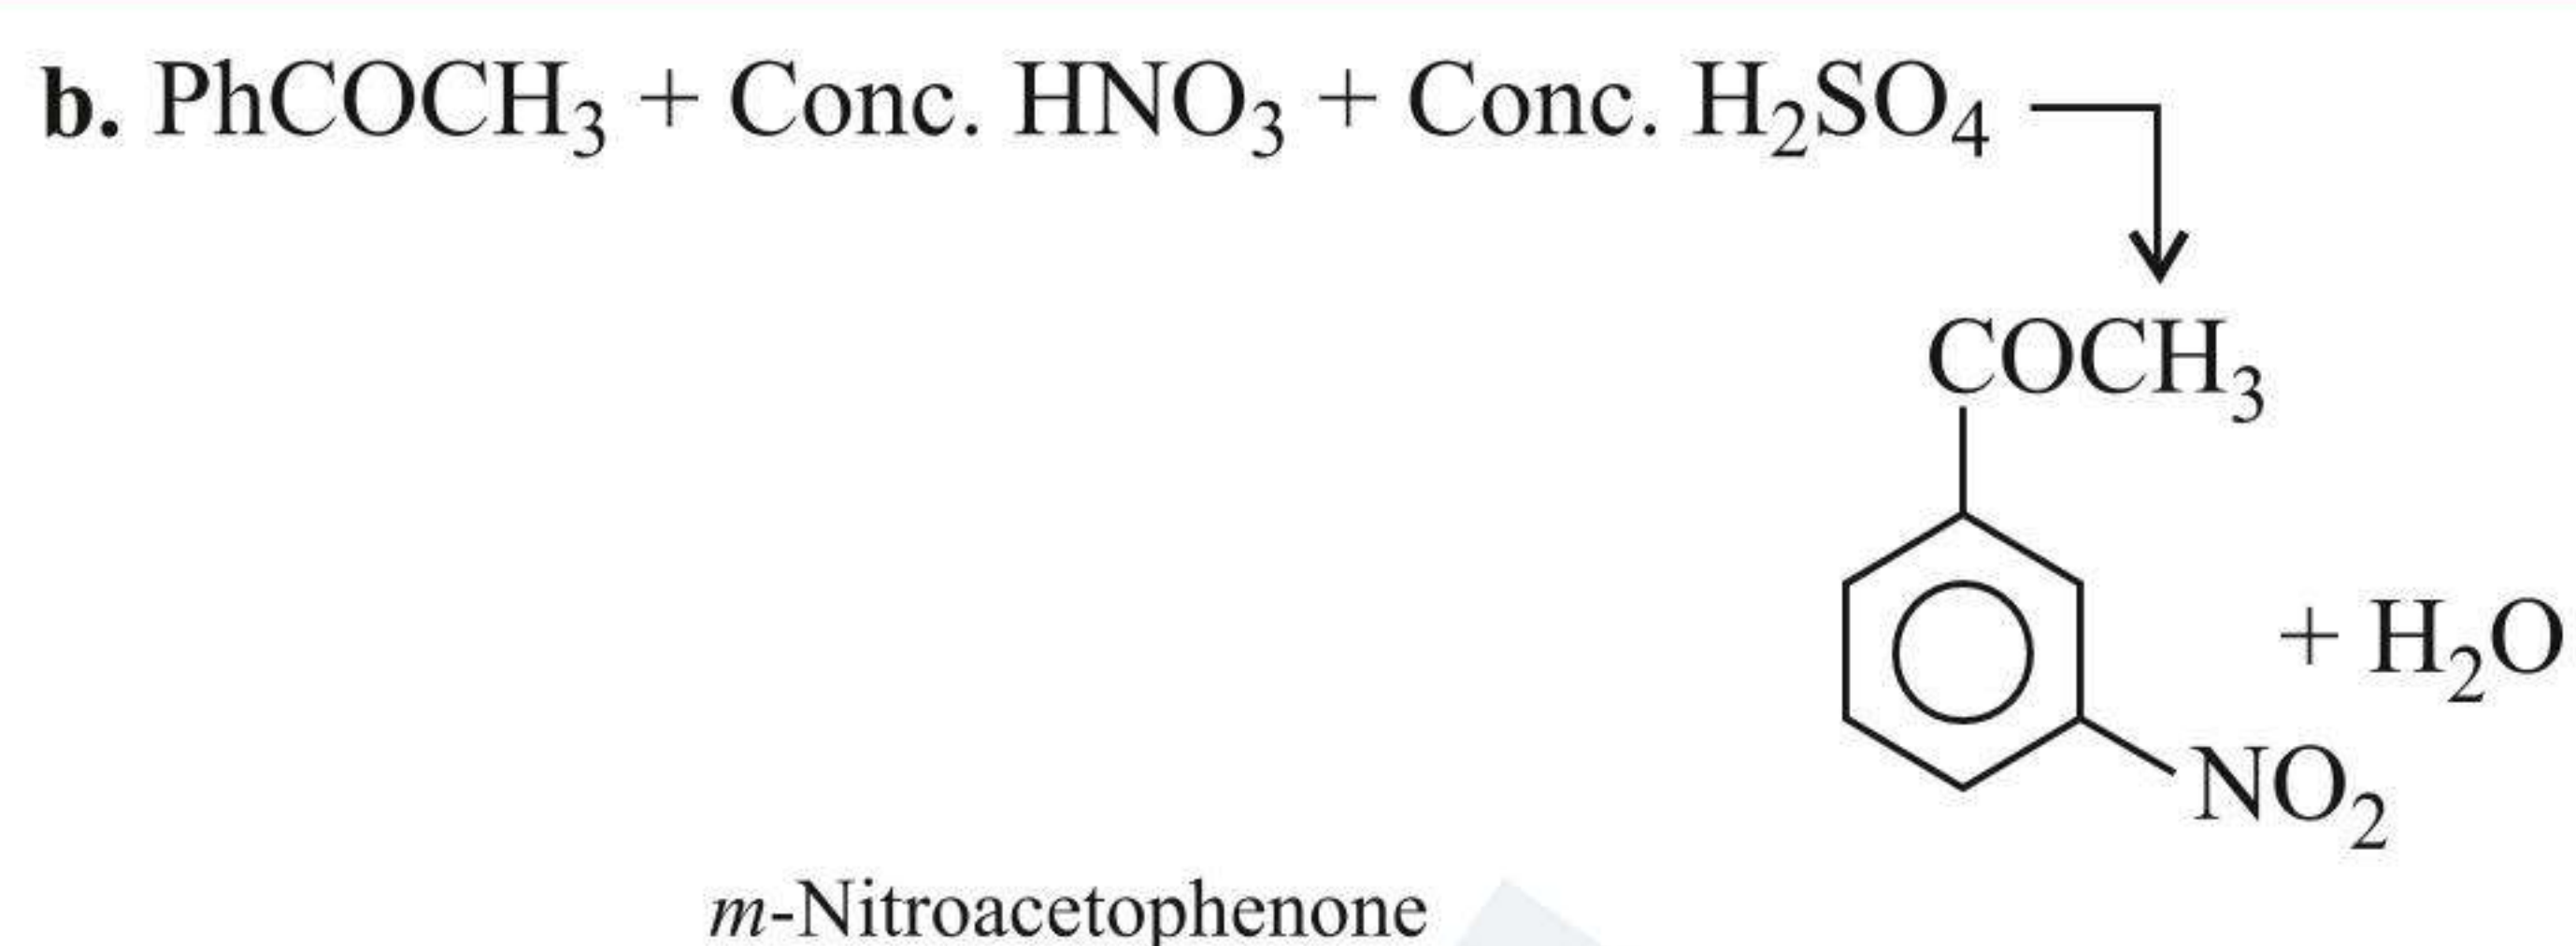 b. PhCOCH₃ + Conc. HNO₃ + Conc. H₂SO₄
COCH₃
+ H₂O
NO₂
m-Nitroacetophenone